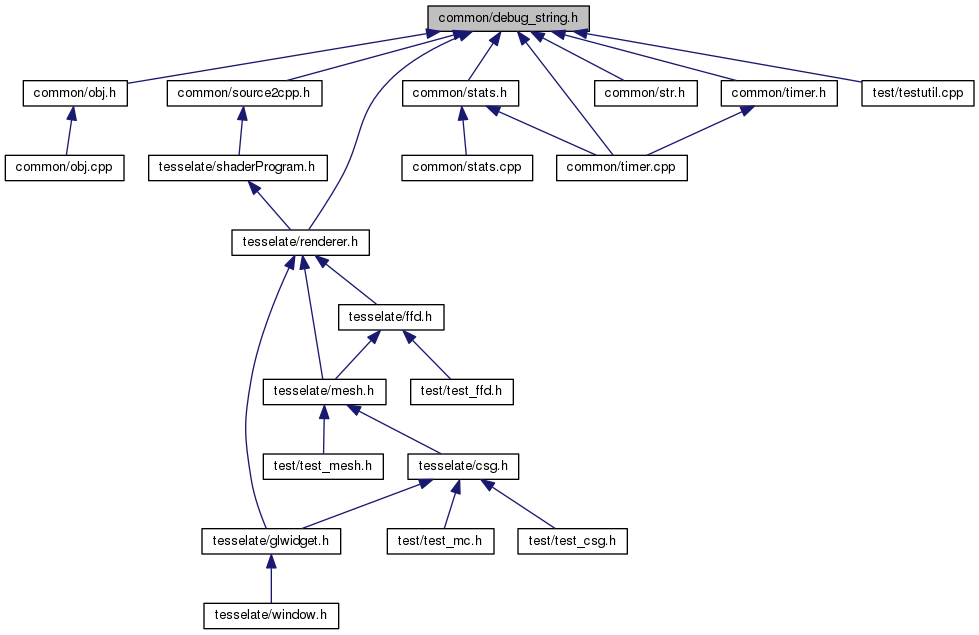 common/debug_string.h
common/obj.h
common/source2cpp.h
common/stats.h
common/str.h
common/timer.h
test/testutil.cpp
common/obj.cpp
tesselate/shaderProgram.h
common/stats.cpp
common/timer.cpp
tesselate/renderer.h
tesselate/ffd.h
tesselate/mesh.h
test/test_ffd.h
test/test_mesh.h
tesselate/csg.h
tesselate/glwidget.h
test/test_mc.h
test/test_csg.h
tesselate/window.h